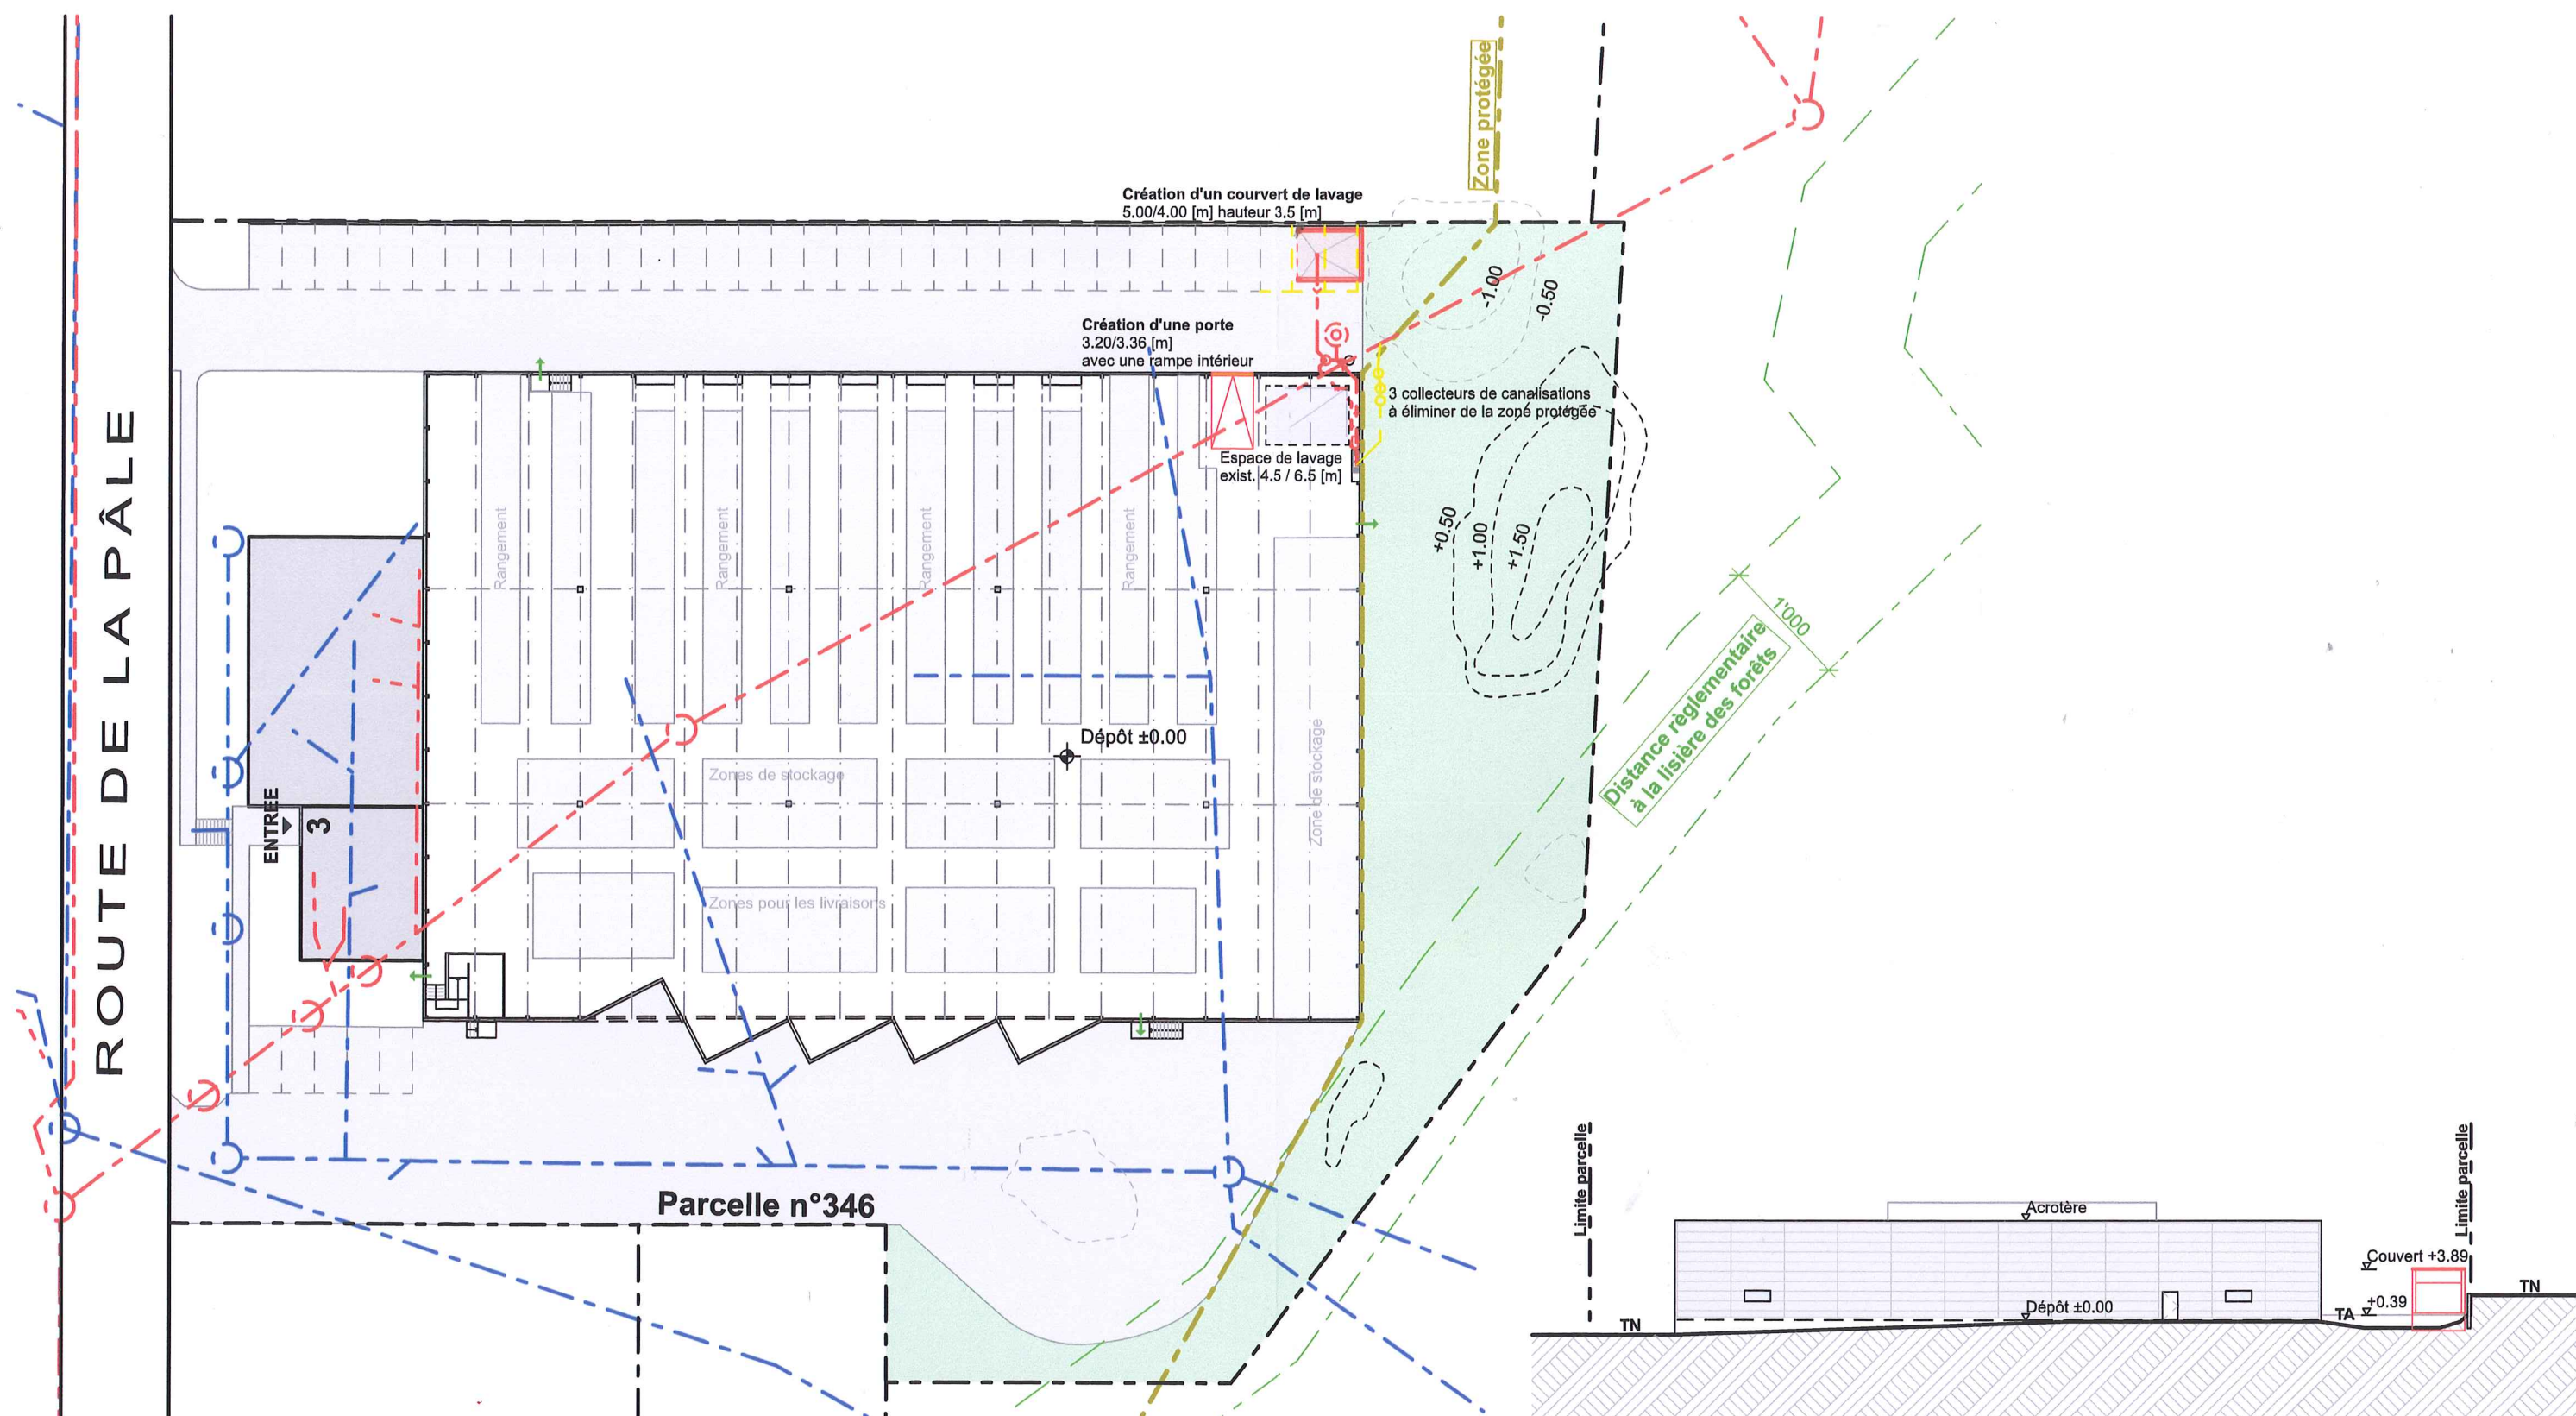 Zone protégée
Création d'un courvert de lavage
5.00/4.00 [m] hauteur 3.5 [m]
-1.00
-0.50
Création d'une porte
3.20/3.36 [m]
avec une rampe intérieur
3 collecteurs de canalisations
à éliminer de la zone protégée
Espace de lavage
exist. 4.5 / 6.5 [m]
ROUTE DE LA PÂLE
Rangement
Rangement
Rangement
Rangement
+0.50
+1.00
+1.50
1'000
Distance règlementaire
à la lisière des forêts
Dépôt ±0.00
Zones de stockage
Zone de stockage
ENTREE
3
Zones pour les livraisons
Parcelle n°346
Limite parcelle
Limite parcelle
Acrotère
Couvert +3.89
+0.39
Dépôt ±0.00
TN
TA
TN